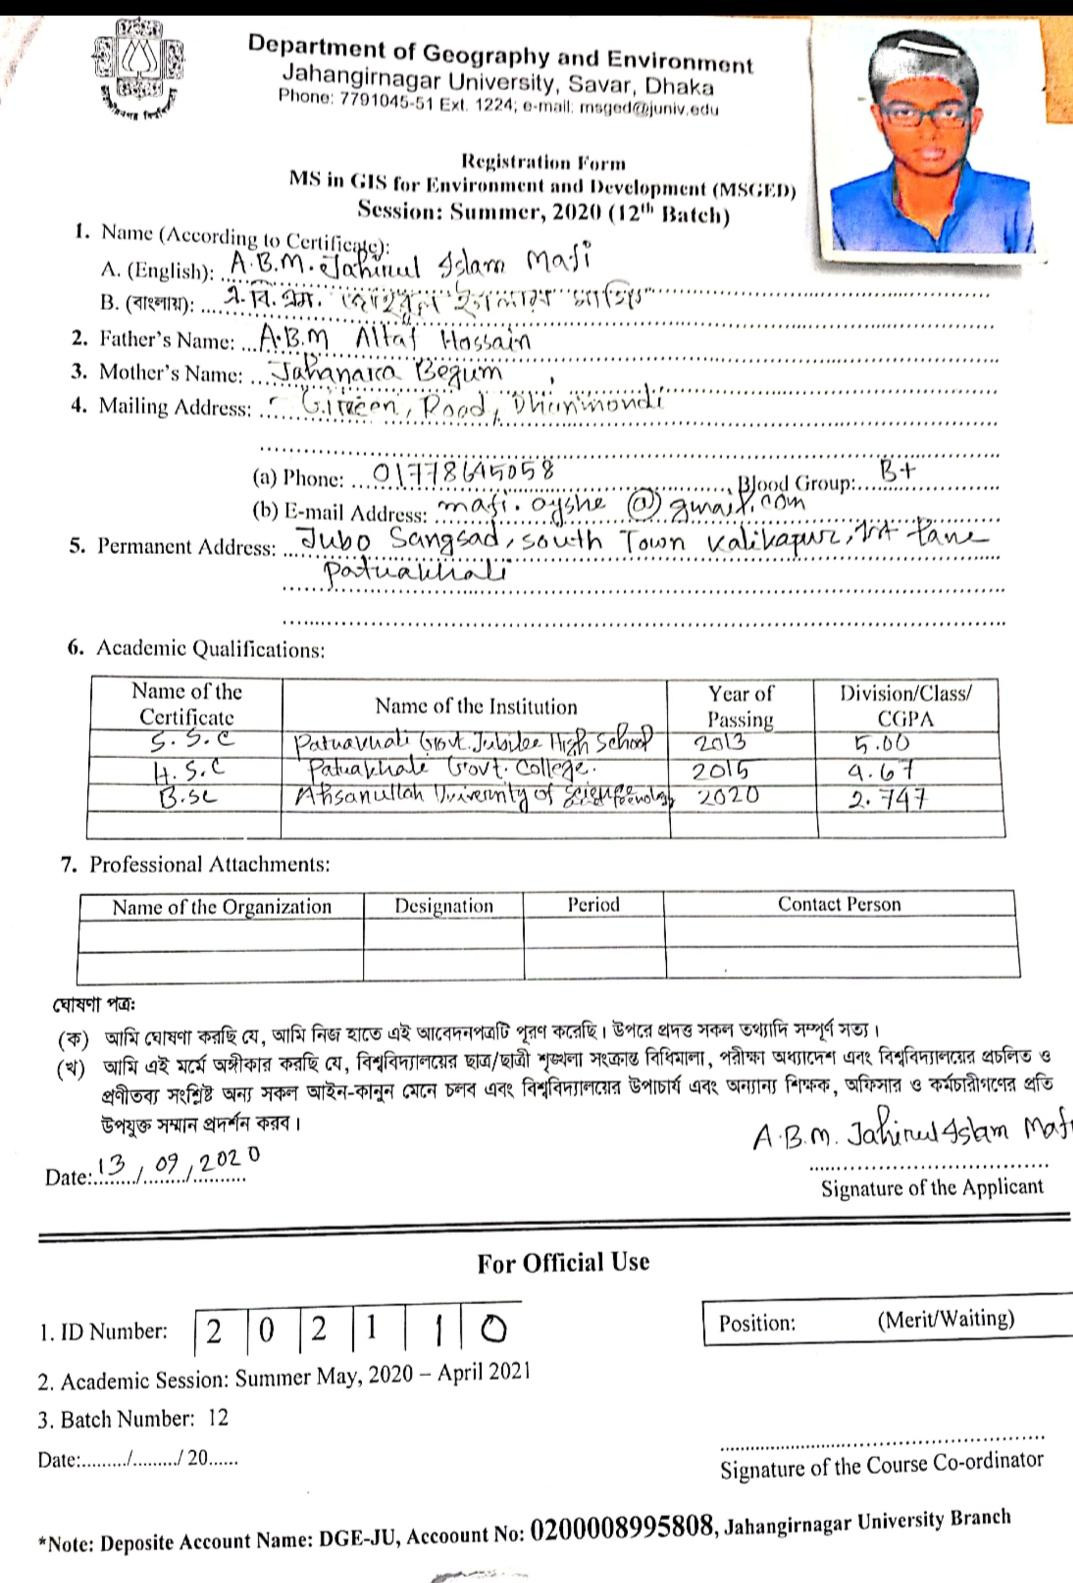 Department of Geography and Environment
Jahangirnagar University, Savar, Dhaka
Phone: 7791045-51 Ext. 1224; e-mail: msged@juniv.edu
Registration Form
MS in GIS for Environment and Development (MSGED)
Session: Summer, 2020 (12th Batch)
1. Name (According to Certificate):
A. (English): A.B.M. Jahirul Islam Mafi
B. (বাংলায়): এ. বি. এম. জহিরুল ইসলাম মাফি
2. Father's Name: A.B.M Altaf Hossain
3. Mother's Name: Jahanara Begum
4. Mailing Address: Green, Road, Dhanmondi
(a) Phone: 01778645058 Blood Group: B+
(b) E-mail Address: mafi.oyshe@gmail.com
5. Permanent Address: Jubo Sangsad, South Town Kalikapur, 1st lane
Patuakhali
6. Academic Qualifications:
Name of the Certificate Name of the Institution Year of Passing Division/Class/ CGPA
S.S.C Patuakhali Govt. Jubilee High School 2013 5.00
H.S.C Patuakhali Govt. College. 2015 4.67
B.sc Ahsanullah University of Science Technology 2020 2.747
7. Professional Attachments:
Name of the Organization Designation Period Contact Person
ঘোষণা পত্র:
(ক) আমি ঘোষণা করছি যে, আমি নিজ হাতে এই আবেদনপত্রটি পূরণ করেছি। উপরে প্রদত্ত সকল তথ্যাদি সম্পূর্ণ সত্য।
(খ) আমি এই মর্মে অঙ্গীকার করছি যে, বিশ্ববিদ্যালয়ের ছাত্র/ছাত্রী শৃঙ্খলা সংক্রান্ত বিধিমালা, পরীক্ষা অধ্যাদেশ এবং বিশ্ববিদ্যালয়ের প্রচলিত ও
প্রণীতব্য সংশ্লিষ্ট অন্য সকল আইন-কানুন মেনে চলব এবং বিশ্ববিদ্যালয়ের উপাচার্য এবং অন্যান্য শিক্ষক, অফিসার ও কর্মচারীগণের প্রতি
উপযুক্ত সম্মান প্রদর্শন করব।
A.B.M. Jahirul Islam Mafi
Date: 13/09/2020
Signature of the Applicant
For Official Use
1. ID Number: 2 0 2 1 1 0
Position: (Merit/Waiting)
2. Academic Session: Summer May, 2020 – April 2021
3. Batch Number: 12
Date:........./........./ 20......
Signature of the Course Co-ordinator
*Note: Deposite Account Name: DGE-JU, Accoount No: 0200008995808, Jahangirnagar University Branch